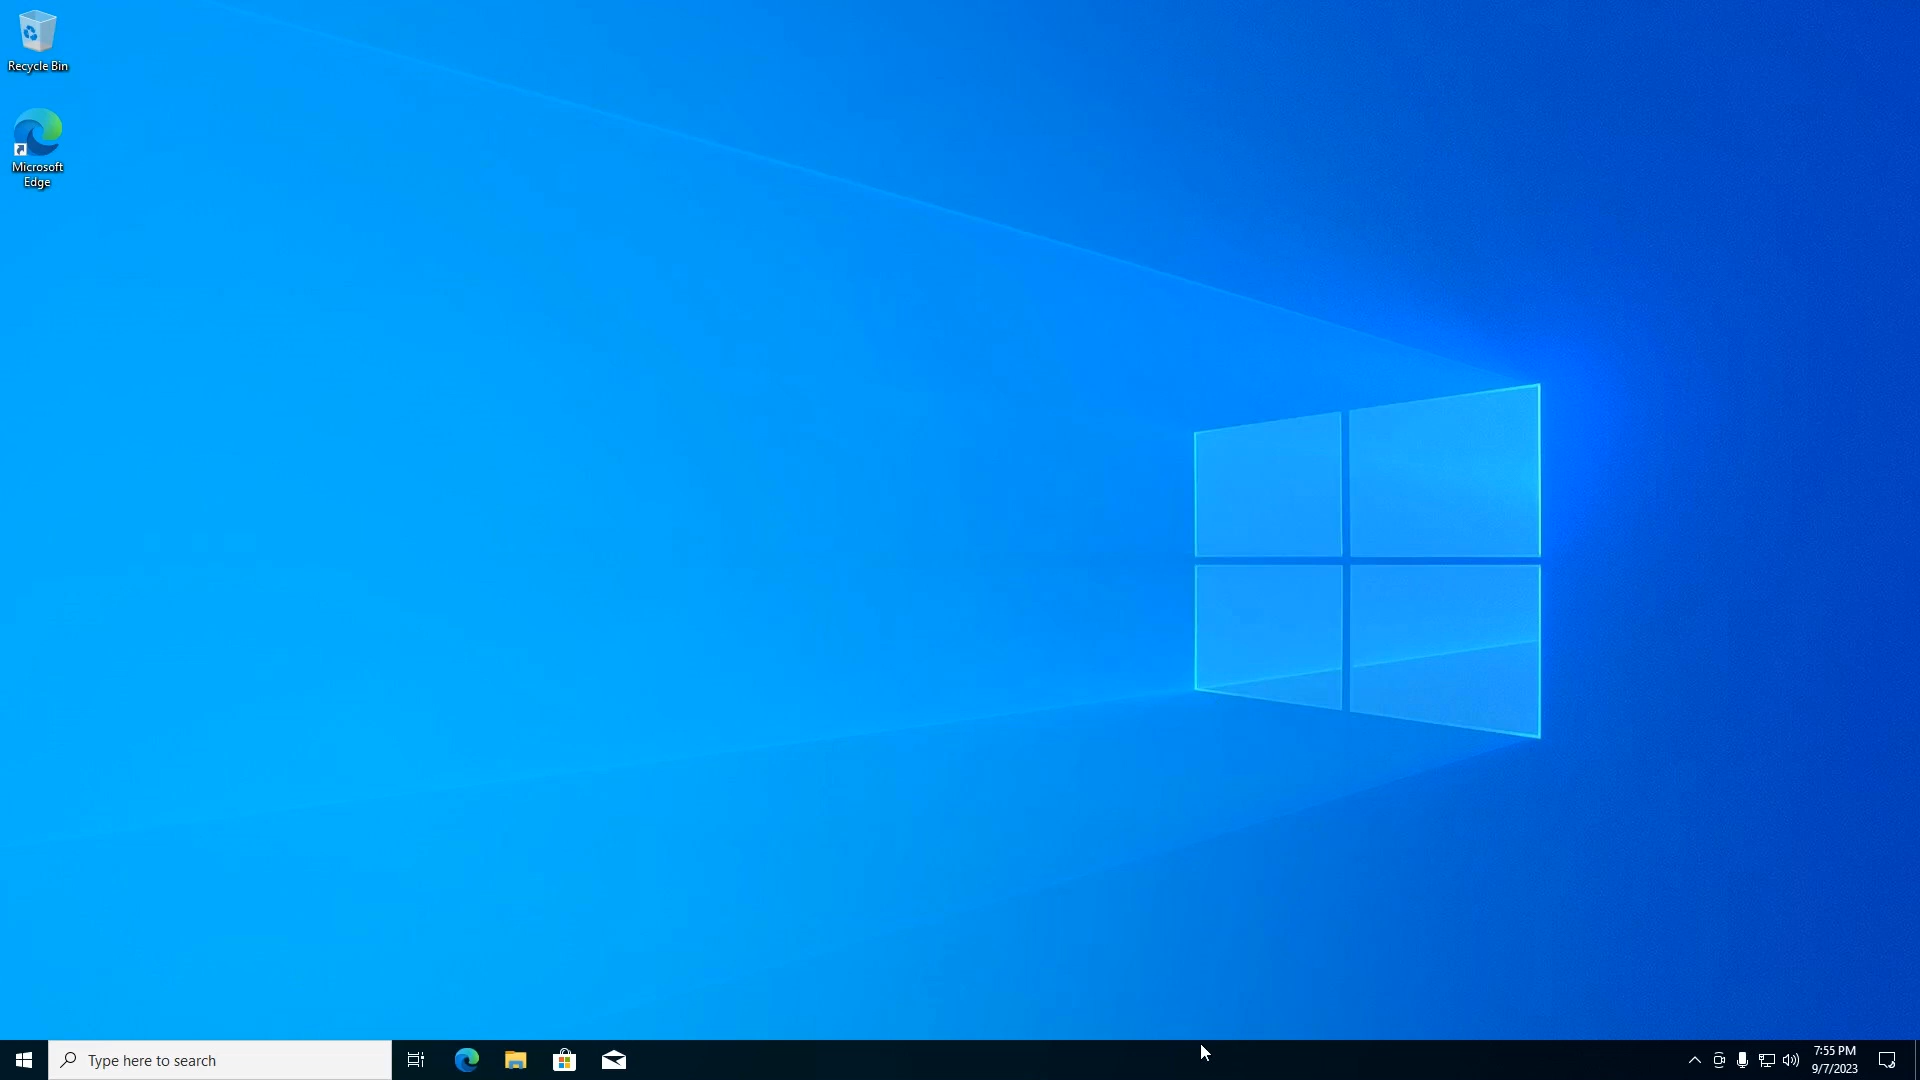 Recycle Bin
Microsoft
Edge
Type here to search
7:55 PM
9/7/2023